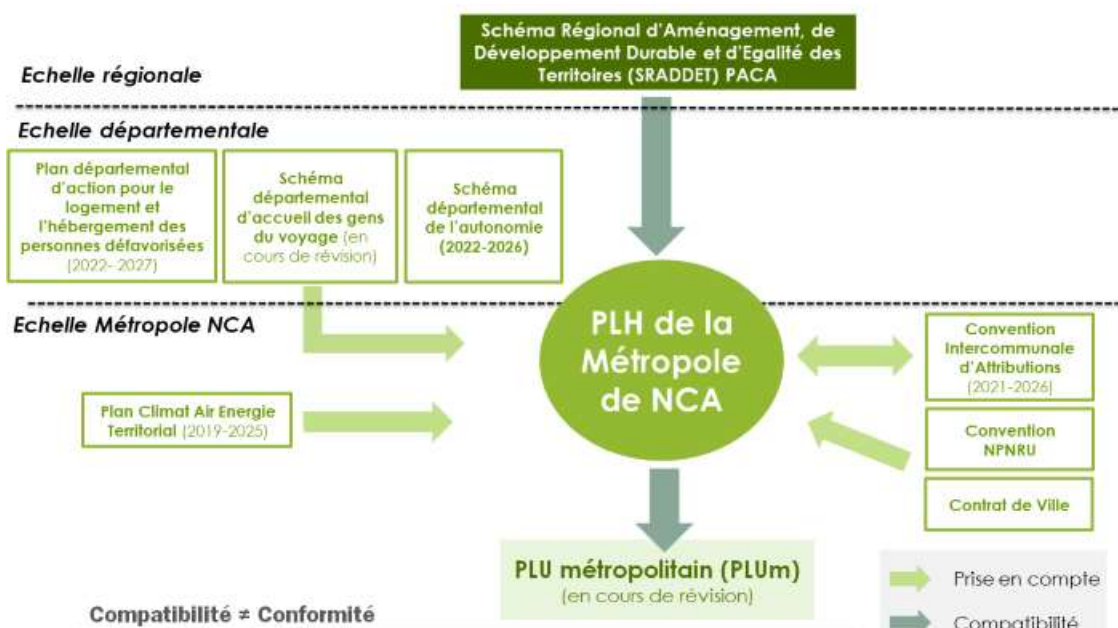 Schéma Régional d'Aménagement, de
Développement Durable et d'Egalité des
Territoires (SRADDET) PACA
Echelle régionale
Echelle départementale
Plan départemental
d'action pour le
logement et
l'hébergement des
personnes défavorisées
(2022- -2027)
Schéma
départemental
d'accueil des gens
du voyage (en
cours de révision)
Schéma
départemental
de l'autonomie
(2022-2026)
Echelle Métropole NCA
PLH de la
Métropole
de NCA
Convention
Intercommunale
d'Attributions
(2021-2026)
Plan Climat Air Energie
Territorial (2019-2025)
Convention
NPNRU
Contrat de Ville
PLU métropolitain (PLUm)
(en cours de révision)
Prise en compte
Compatibilité
Compatibilité ≠ Conformité